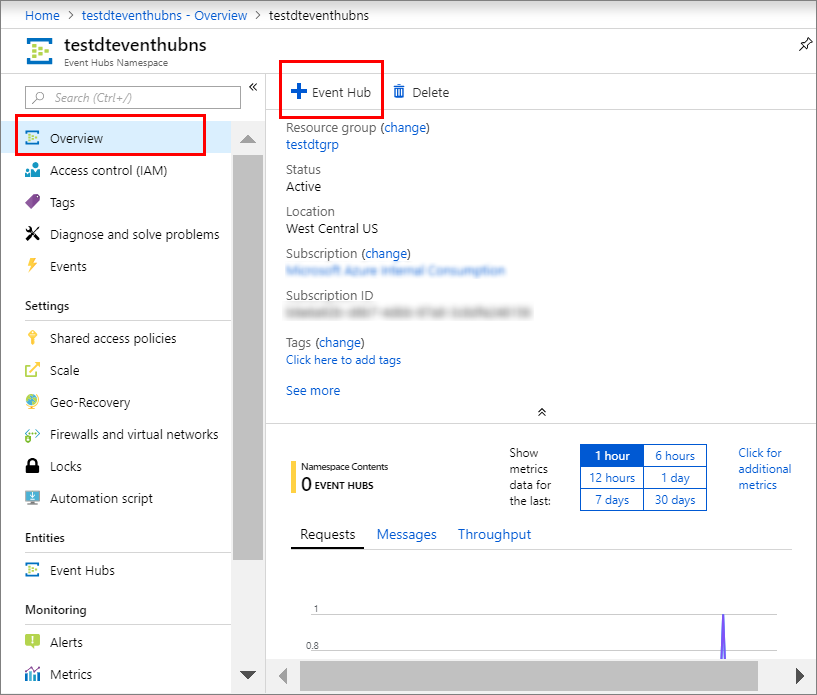 Home > testdteventhubns - Overview > testdteventhubns
testdteventhubns
Event Hubs Namespace
Search (Ctrl+/)
«
Overview
Access control (IAM)
Tags
Diagnose and solve problems
Events
Settings
Shared access policies
Scale
Geo-Recovery
Firewalls and virtual networks
Locks
Automation script
Entities
Event Hubs
Monitoring
Alerts
Metrics
+ Event Hub
Delete
Resource group (change)
testdtgrp
Status
Active
Location
West Central US
Subscription (change)
Microsoft Azure Internal Consumption
Subscription ID
Tags (change)
Click here to add tags
See more
Namespace Contents
0 EVENT HUBS
Show
metrics
data for
the last:
1 hour
6 hours
12 hours
1 day
7 days
30 days
Click for
additional
metrics
Requests
Messages
Throughput
1
0.8